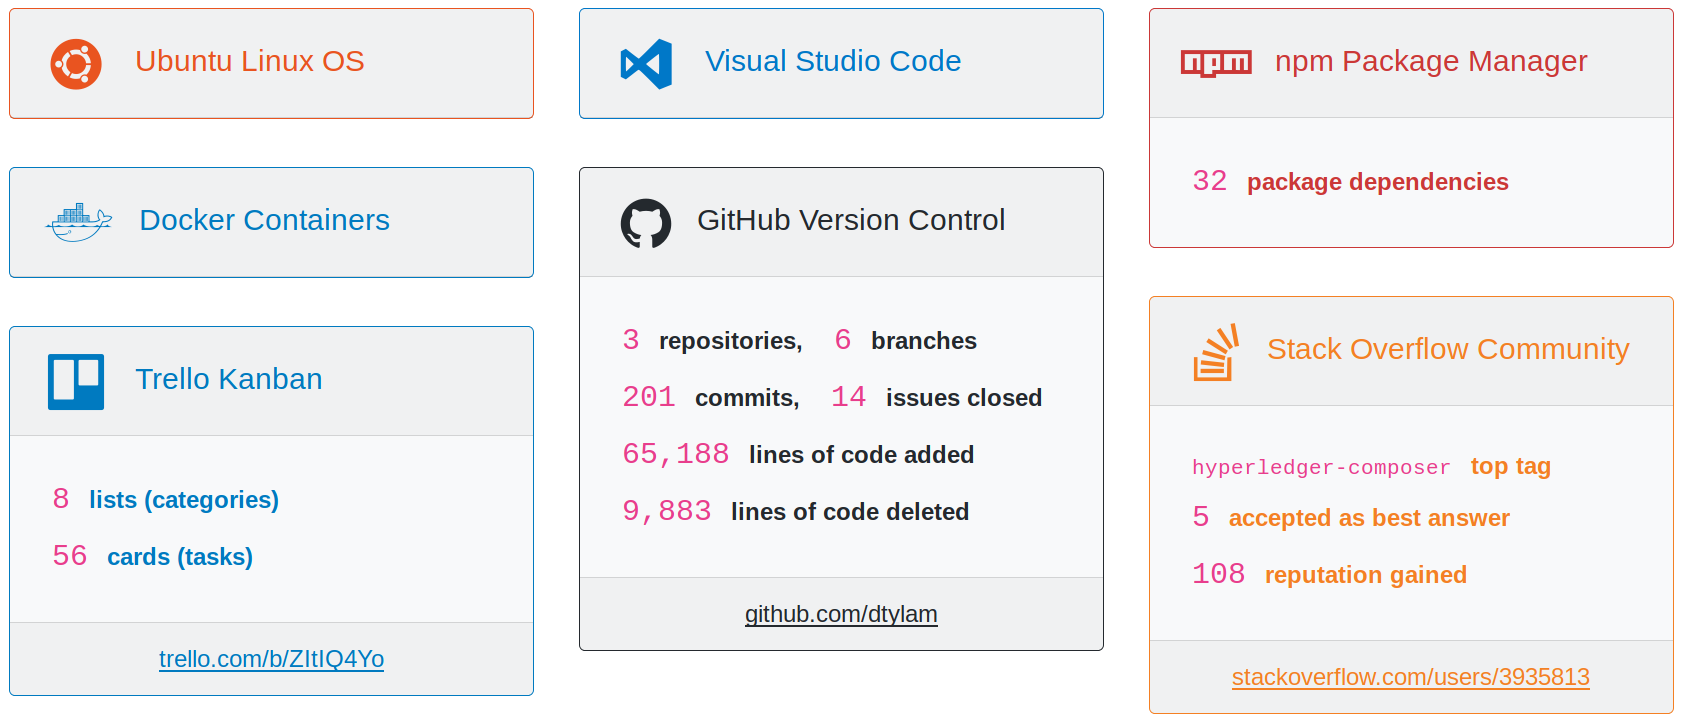 Ubuntu Linux OS
Docker Containers
Trello Kanban
8 lists (categories)
56 cards (tasks)
trello.com/b/ZItIQ4Yo
Visual Studio Code
GitHub Version Control
3 repositories, 6 branches
201 commits, 14 issues closed
65,188 lines of code added
9,883 lines of code deleted
github.com/dtylam
npm npm Package Manager
32 package dependencies
Stack Overflow Community
hyperledger-composer top tag
5 accepted as best answer
108 reputation gained
stackoverflow.com/users/3935813